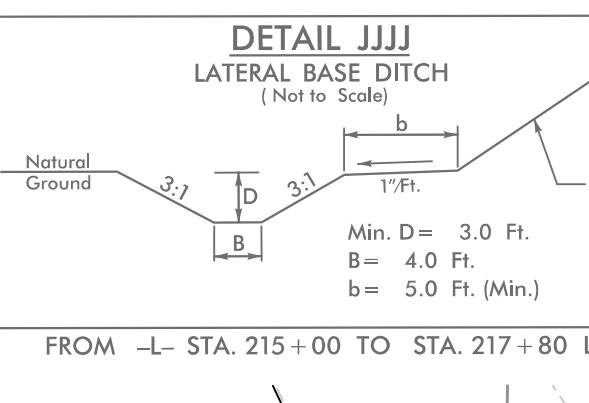 DETAIL JJJJ
LATERAL BASE DITCH
( Not to Scale)
b
Natural
Ground
3:1
D
3:1
1"/Ft.
B
Min. D = 3.0 Ft.
B = 4.0 Ft.
b = 5.0 Ft. (Min.)
FROM -L- STA. 215+00 TO STA. 217+80 L